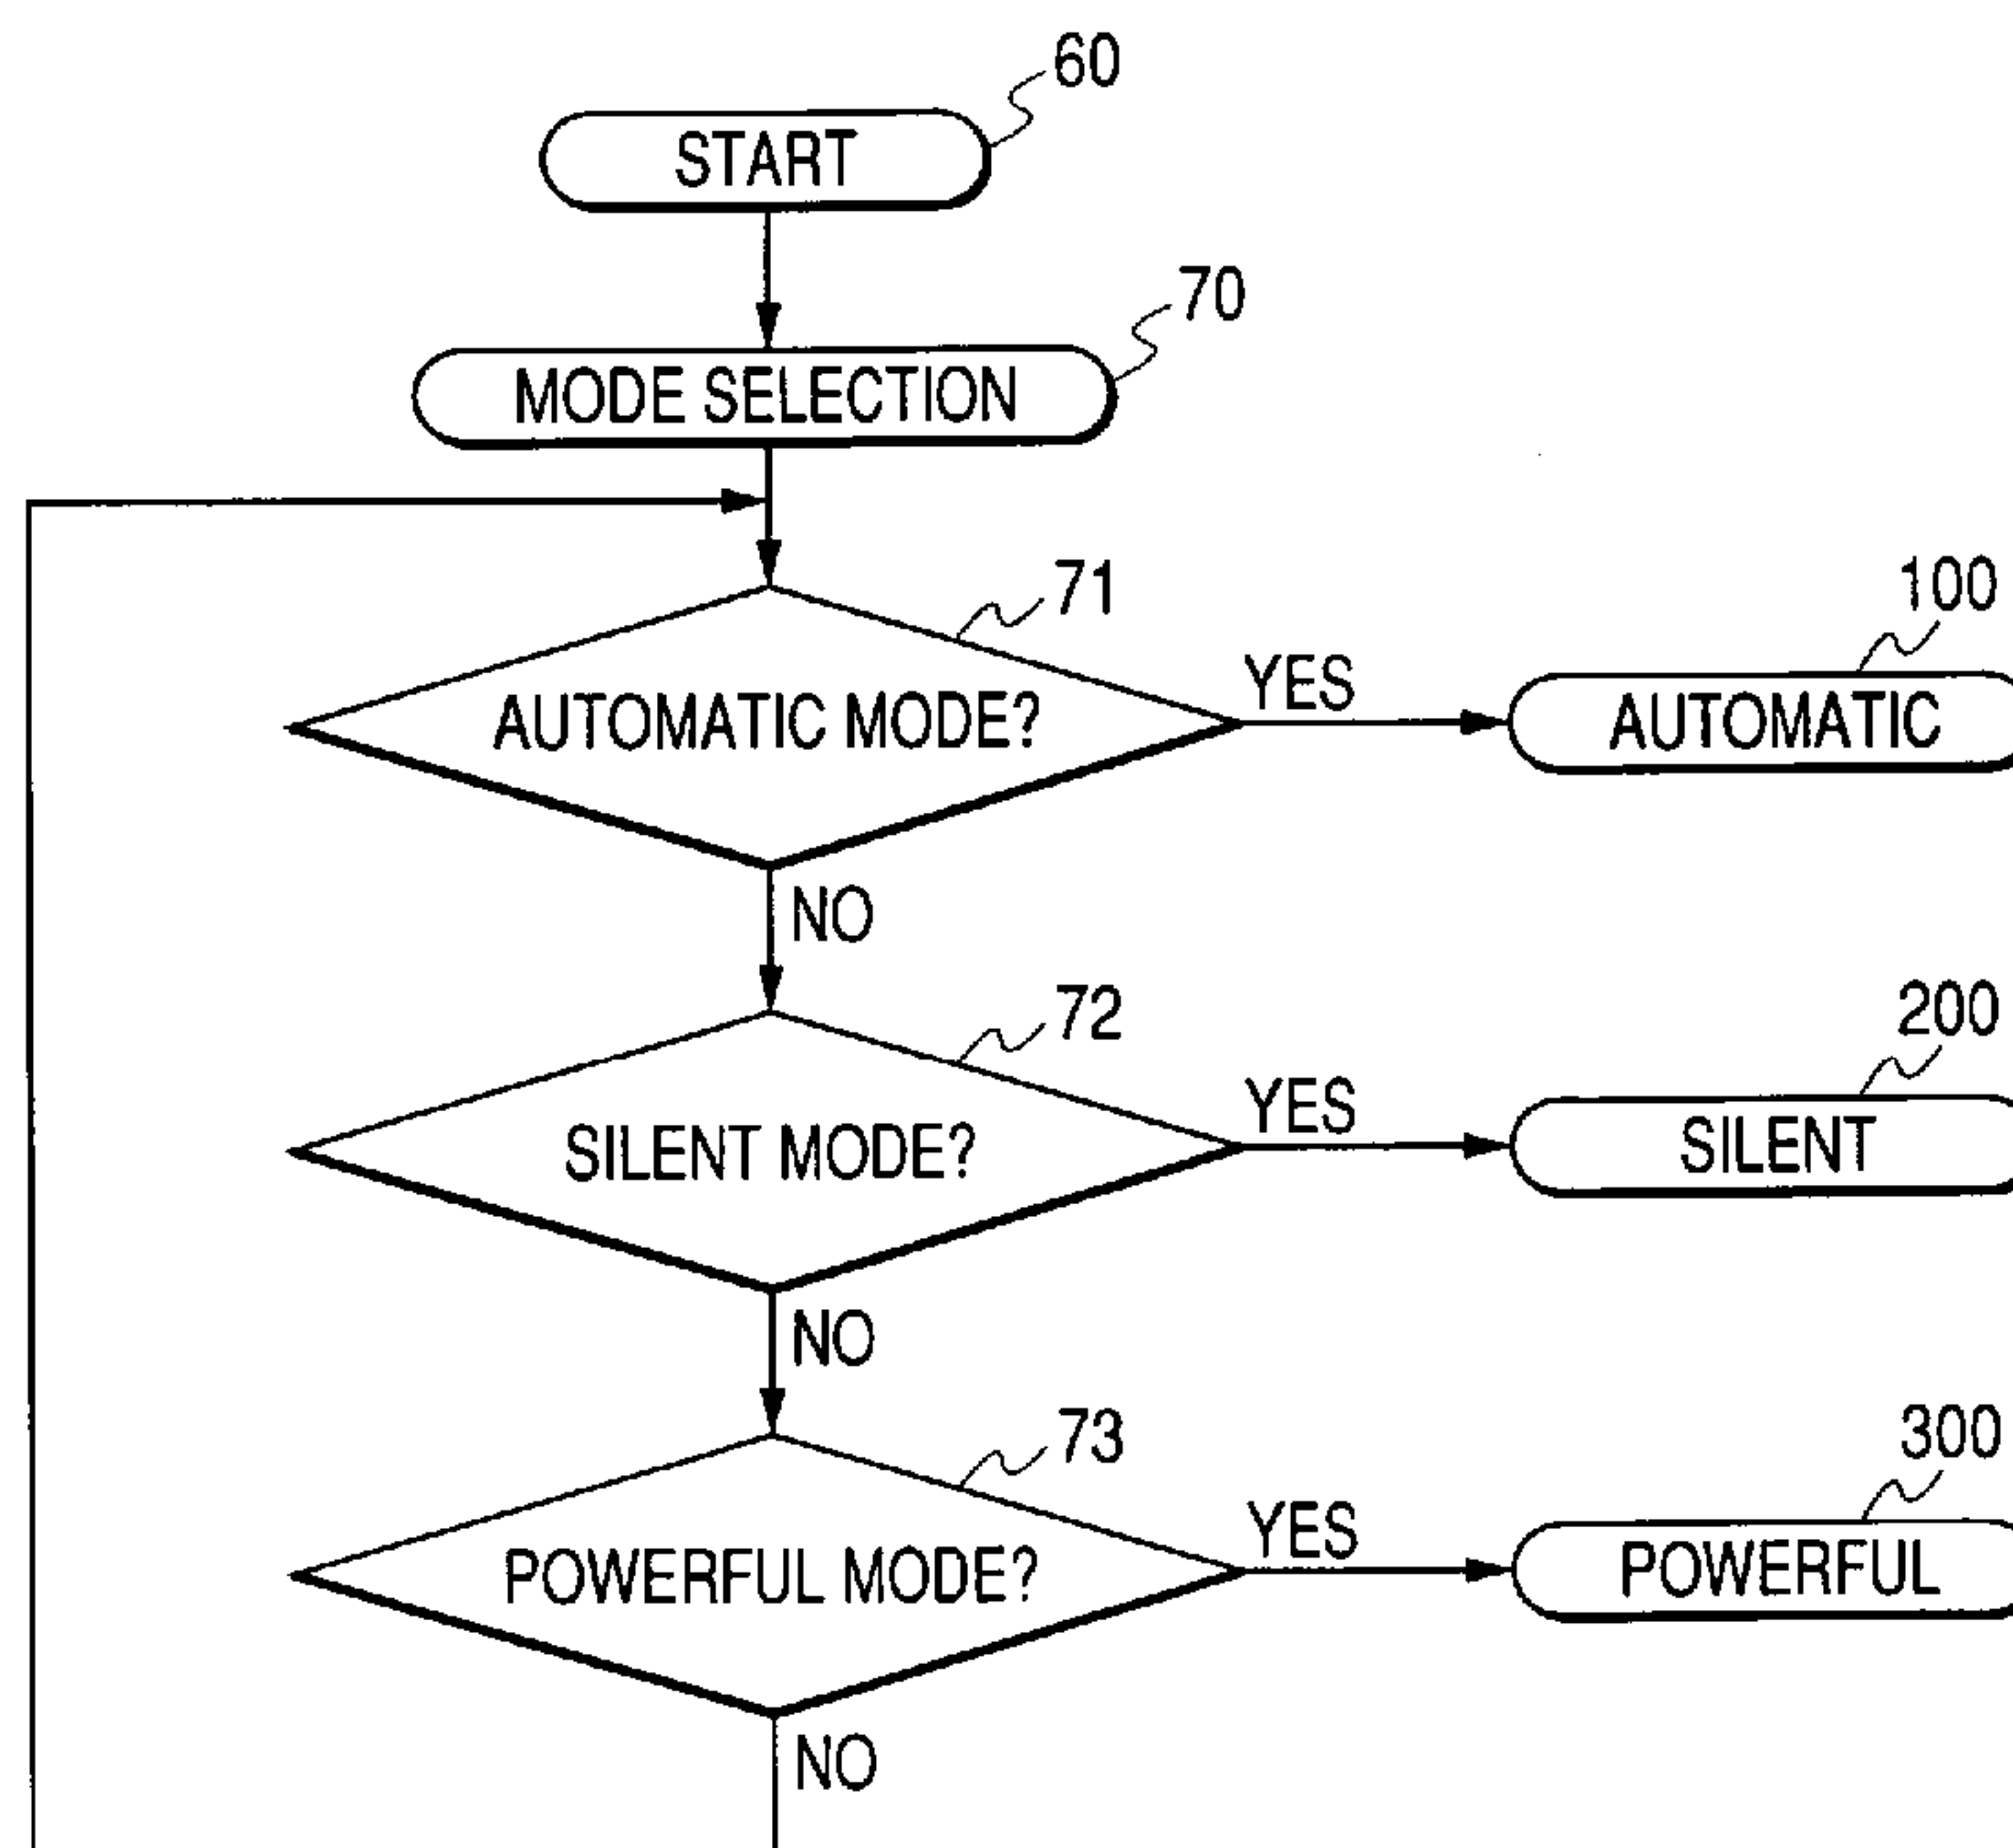 60
START
70
MODE SELECTION
71
AUTOMATIC MODE?
YES
100
AUTOMATIC
NO
72
SILENT MODE?
YES
200
SILENT
NO
73
POWERFUL MODE?
YES
300
POWERFUL
NO